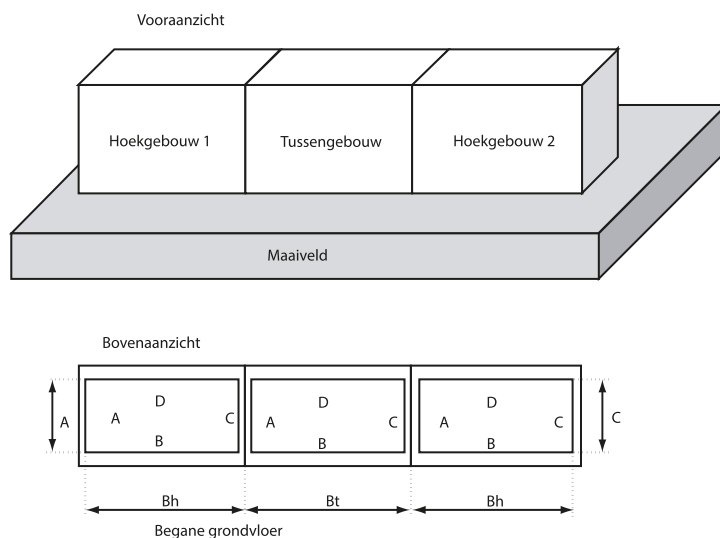 Vooraanzicht
Hoekgebouw 1 Tussengebouw Hoekgebouw 2
Maaiveld
Bovenaanzicht
D D D
A A C A C A C C
B B B
Bh Bt Bh
Begane grondvloer